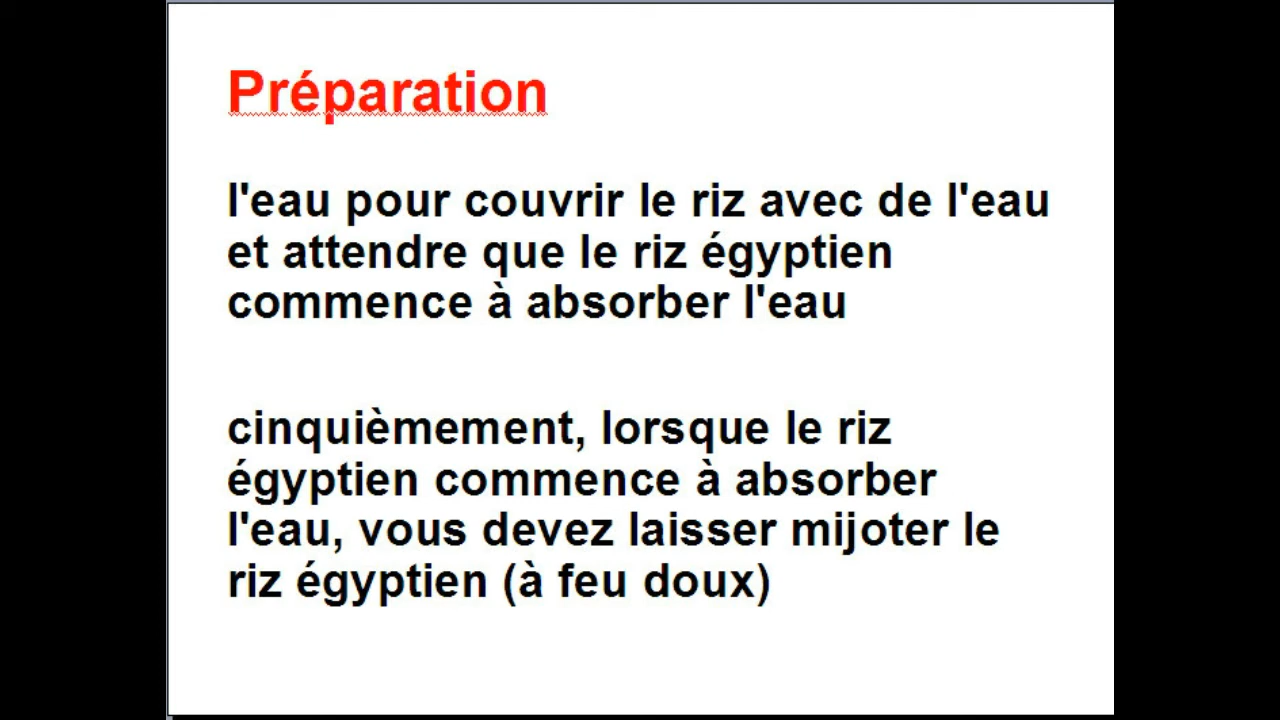 Préparation
l'eau pour couvrir le riz avec de l'eau
et attendre que le riz égyptien
commence à absorber l'eau
cinquièmement, lorsque le riz
égyptien commence à absorber
l'eau, vous devez laisser mijoter le
riz égyptien (à feu doux)